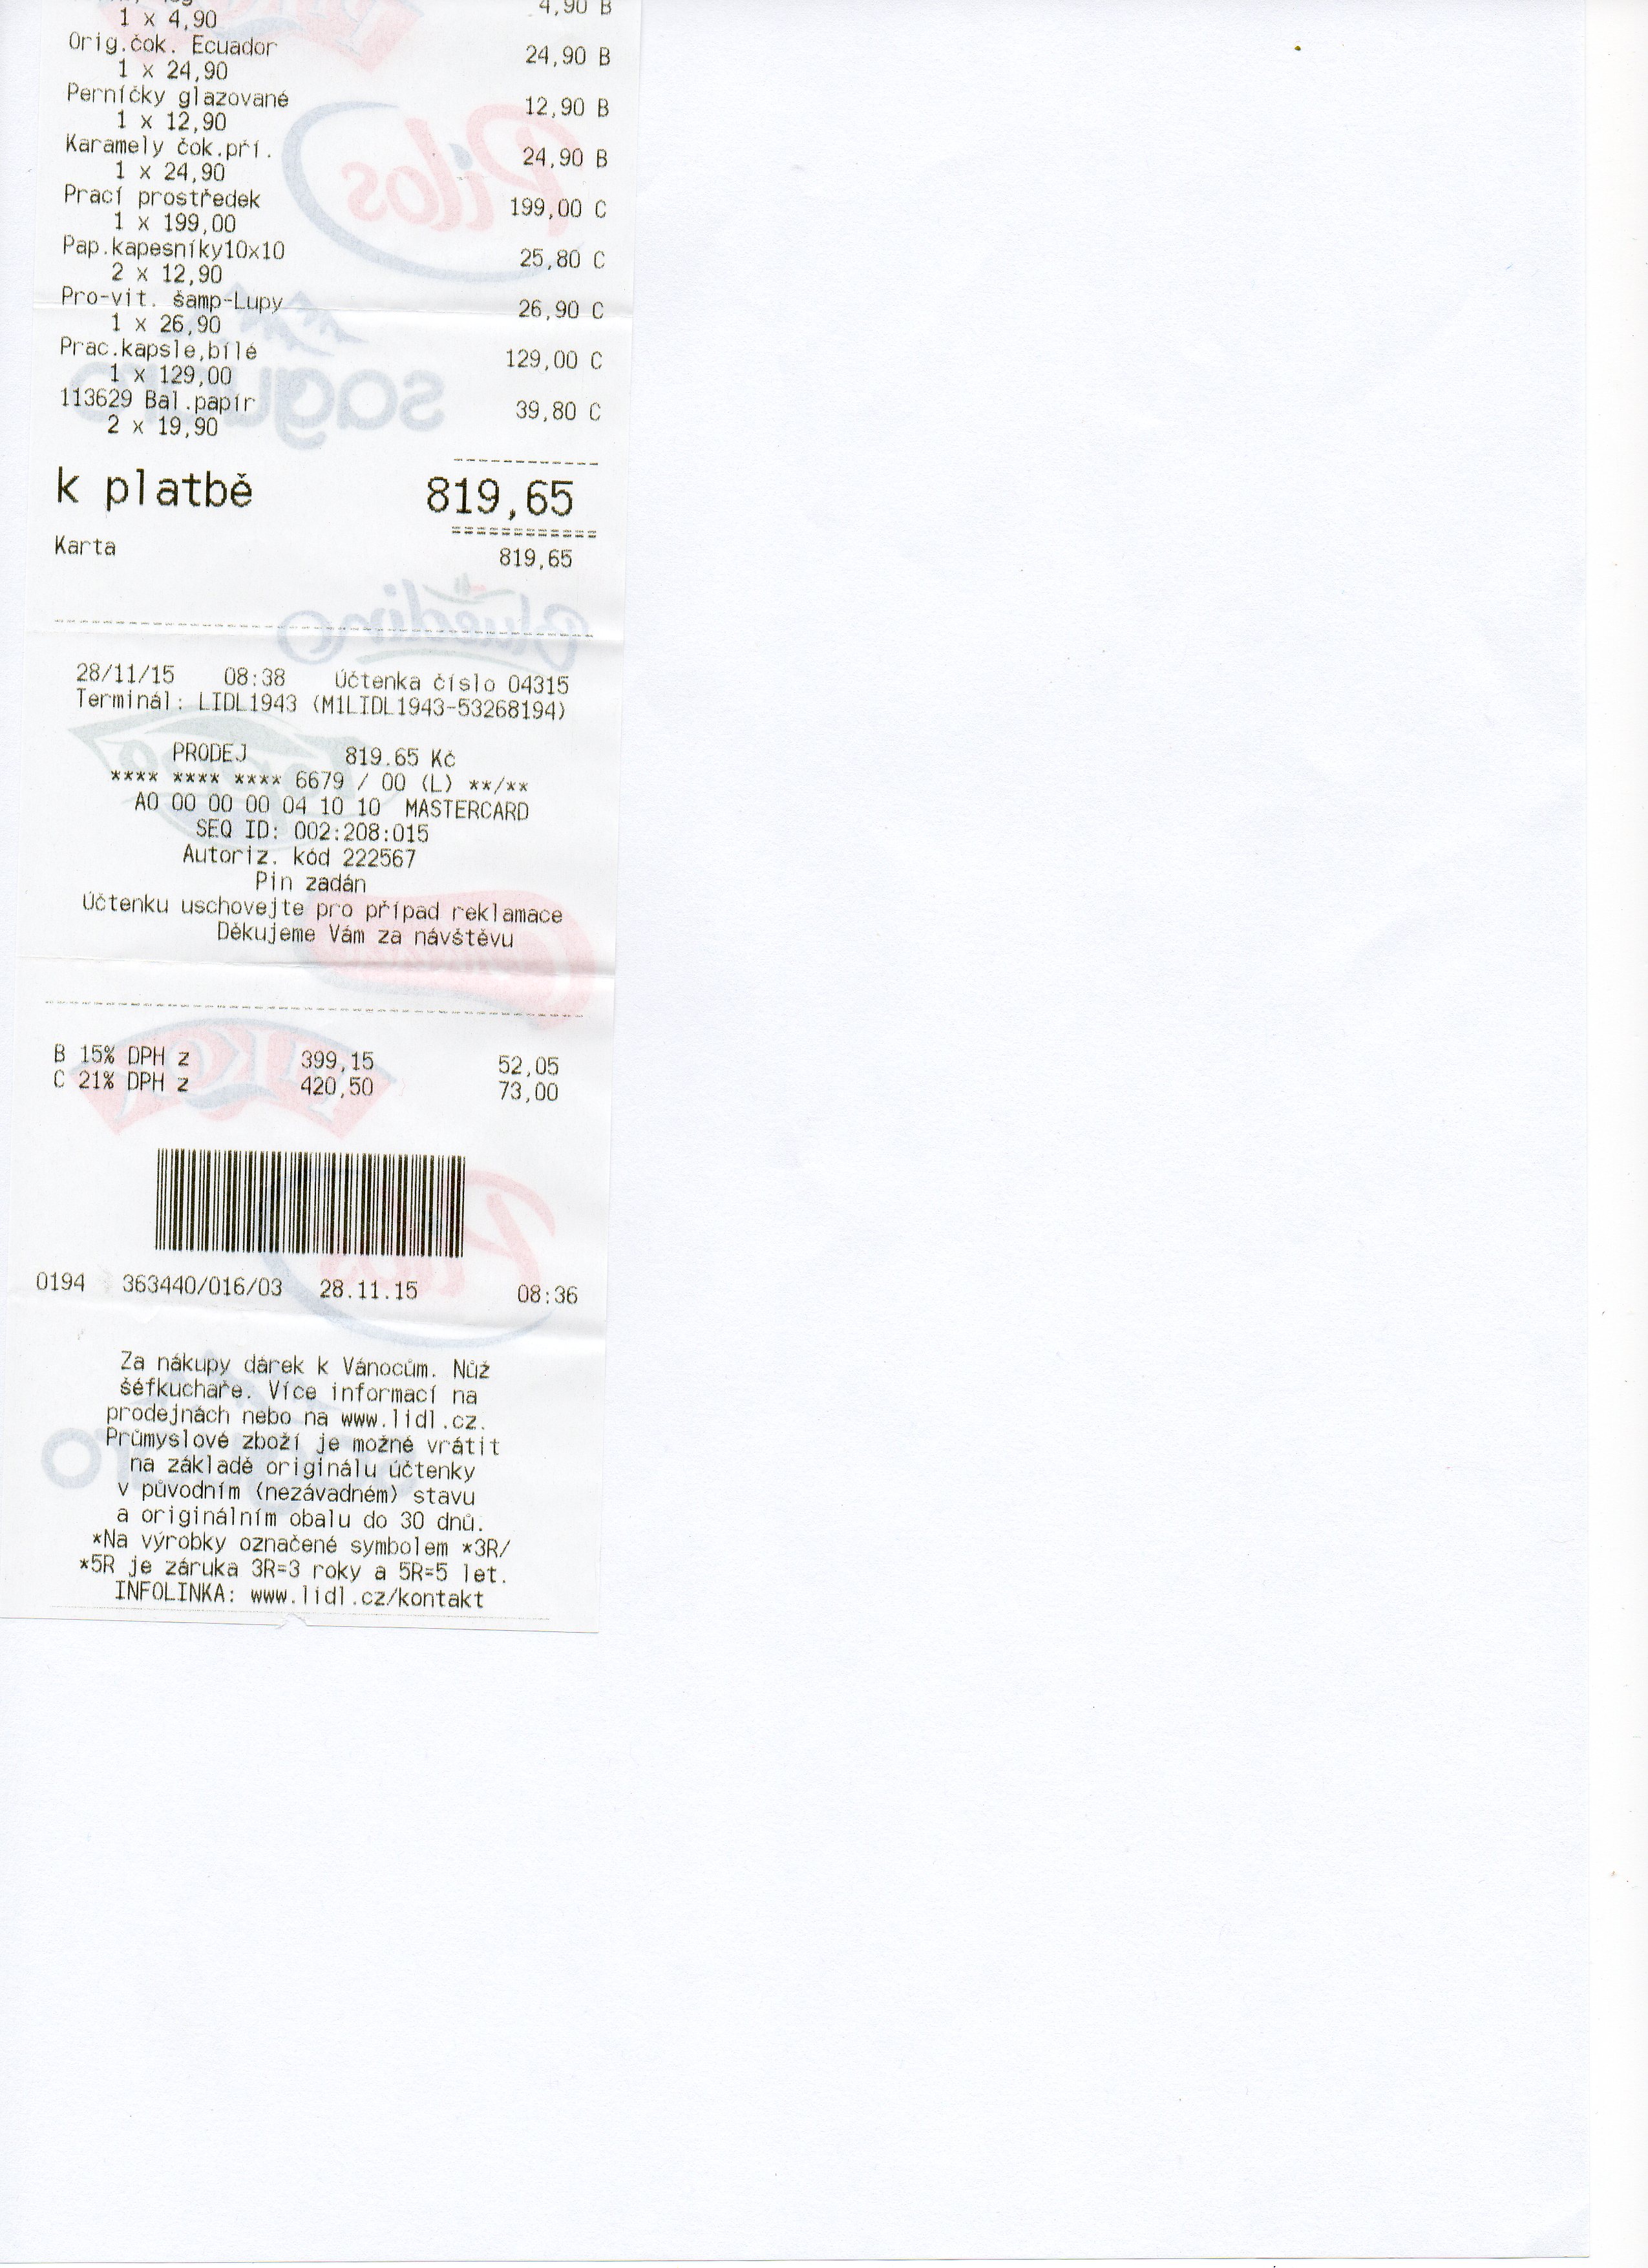 4,90 B
1 x 4,90
Orig.čok. Ecuador 24,90 B
1 x 24,90
Perníčky glazované 12,90 B
1 x 12,90
Karamely čok.pří. 24,90 B
1 x 24,90
Prací prostředek 199,00 C
1 x 199,00
Pap.kapesníky10x10 25,80 C
2 x 12,90
Pro-vit. šamp-Lupy 26,90 C
1 x 26,90
Prac.kapsle,bílé 129,00 C
1 x 129,00
113629 Bal.papír 39,80 C
2 x 19,90
k platbě 819,65
Karta 819,65
28/11/15 08:38 Účtenka číslo 04315
Terminál: LIDL1943 (M1LIDL1943-53268194)
PRODEJ 819.65 Kč
**** **** **** 6679 / 00 (L) **/**
A0 00 00 00 04 10 10 MASTERCARD
SEQ ID: 002:208:015
Autoriz. kód 222567
Pin zadán
Účtenku uschovejte pro případ reklamace
Děkujeme Vám za návštěvu
B 15% DPH z 399,15 52,05
C 21% DPH z 420,50 73,00
0194 363440/016/03 28.11.15 08:36
Za nákupy dárek k Vánocům. Nůž
šéfkuchaře. Více informací na
prodejnách nebo na www.lidl.cz.
Průmyslové zboží je možné vrátit
na základě originálu účtenky
v původním (nezávadném) stavu
a originálním obalu do 30 dnů.
*Na výrobky označené symbolem *3R/
*5R je záruka 3R=3 roky a 5R=5 let.
INFOLINKA: www.lidl.cz/kontakt